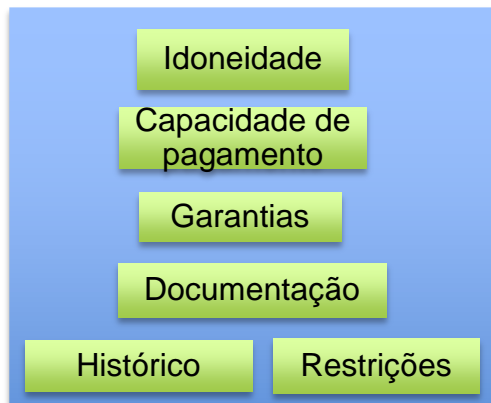 Idoneidade
Capacidade de
pagamento
Garantias
Documentação
Histórico
Restrições